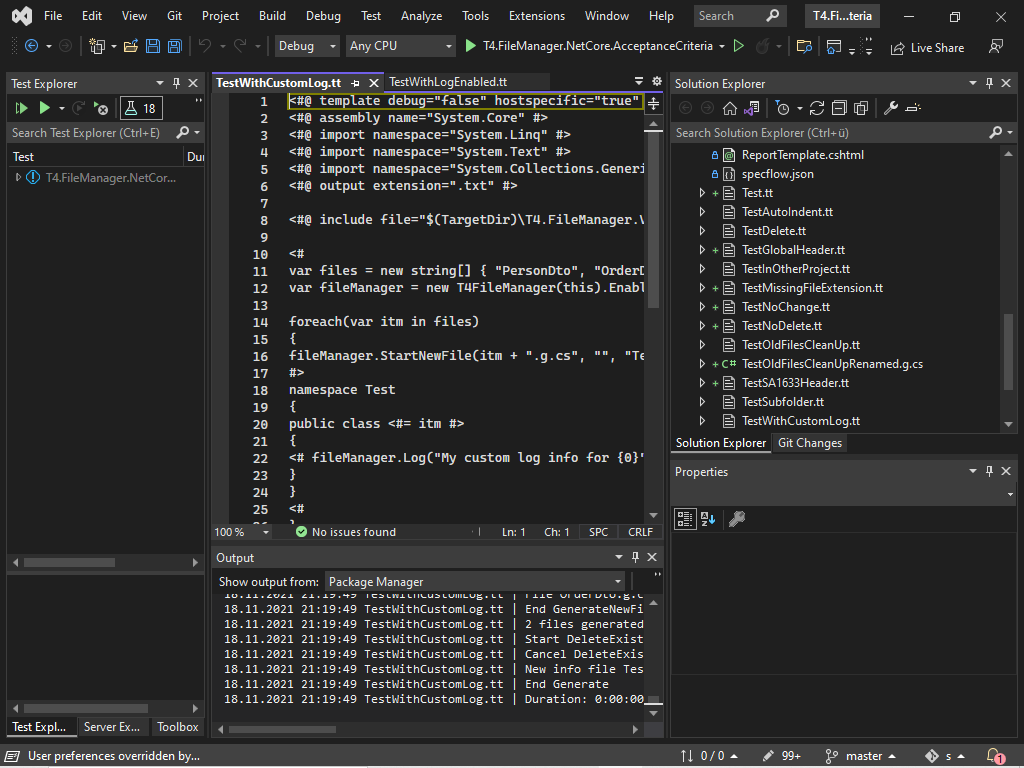 File Edit View Git Project Build Debug Test Analyze Tools Extensions Window Help Search T4.Fi...teria
Debug Any CPU T4.FileManager.NetCore.AcceptanceCriteria Live Share
Test Explorer
18
Search Test Explorer (Ctrl+E)
Test Dur
T4.FileManager.NetCor...
Test Expl... Server Ex... Toolbox
TestWithCustomLog.tt TestWithLogEnabled.tt
1 <#@ template debug="false" hostspecific="true"
2 <#@ assembly name="System.Core" #>
3 <#@ import namespace="System.Linq" #>
4 <#@ import namespace="System.Text" #>
5 <#@ import namespace="System.Collections.Generi
6 <#@ output extension=".txt" #>
7
8 <#@ include file="$(TargetDir)\T4.FileManager.V
9
10 <#
11 var files = new string[] { "PersonDto", "OrderD
12 var fileManager = new T4FileManager(this).Enabl
13
14 foreach(var itm in files)
15 {
16 fileManager.StartNewFile(itm + ".g.cs", "", "Te
17 #>
18 namespace Test
19 {
20 public class <#= itm #>
21 {
22 <# fileManager.Log("My custom log info for {0}"
23 }
24 }
25 <#
100 % No issues found Ln: 1 Ch: 1 SPC CRLF
Output
Show output from: Package Manager
18.11.2021 21:19:49 TestWithCustomLog.tt | File OrderDto.g.c
18.11.2021 21:19:49 TestWithCustomLog.tt | End GenerateNewFi
18.11.2021 21:19:49 TestWithCustomLog.tt | 2 files generated
18.11.2021 21:19:49 TestWithCustomLog.tt | Start DeleteExist
18.11.2021 21:19:49 TestWithCustomLog.tt | Cancel DeleteExis
18.11.2021 21:19:49 TestWithCustomLog.tt | New info file Tes
18.11.2021 21:19:49 TestWithCustomLog.tt | End Generate
18.11.2021 21:19:49 TestWithCustomLog.tt | Duration: 0:00:00
Solution Explorer
Search Solution Explorer (Ctrl+ü)
ReportTemplate.cshtml
specflow.json
Test.tt
TestAutoIndent.tt
TestDelete.tt
TestGlobalHeader.tt
TestInOtherProject.tt
TestMissingFileExtension.tt
TestNoChange.tt
TestNoDelete.tt
TestOldFilesCleanUp.tt
C# TestOldFilesCleanUpRenamed.g.cs
TestSA1633Header.tt
TestSubfolder.tt
TestWithCustomLog.tt
Solution Explorer Git Changes
Properties
User preferences overridden by... 0 / 0 99+ master s 1